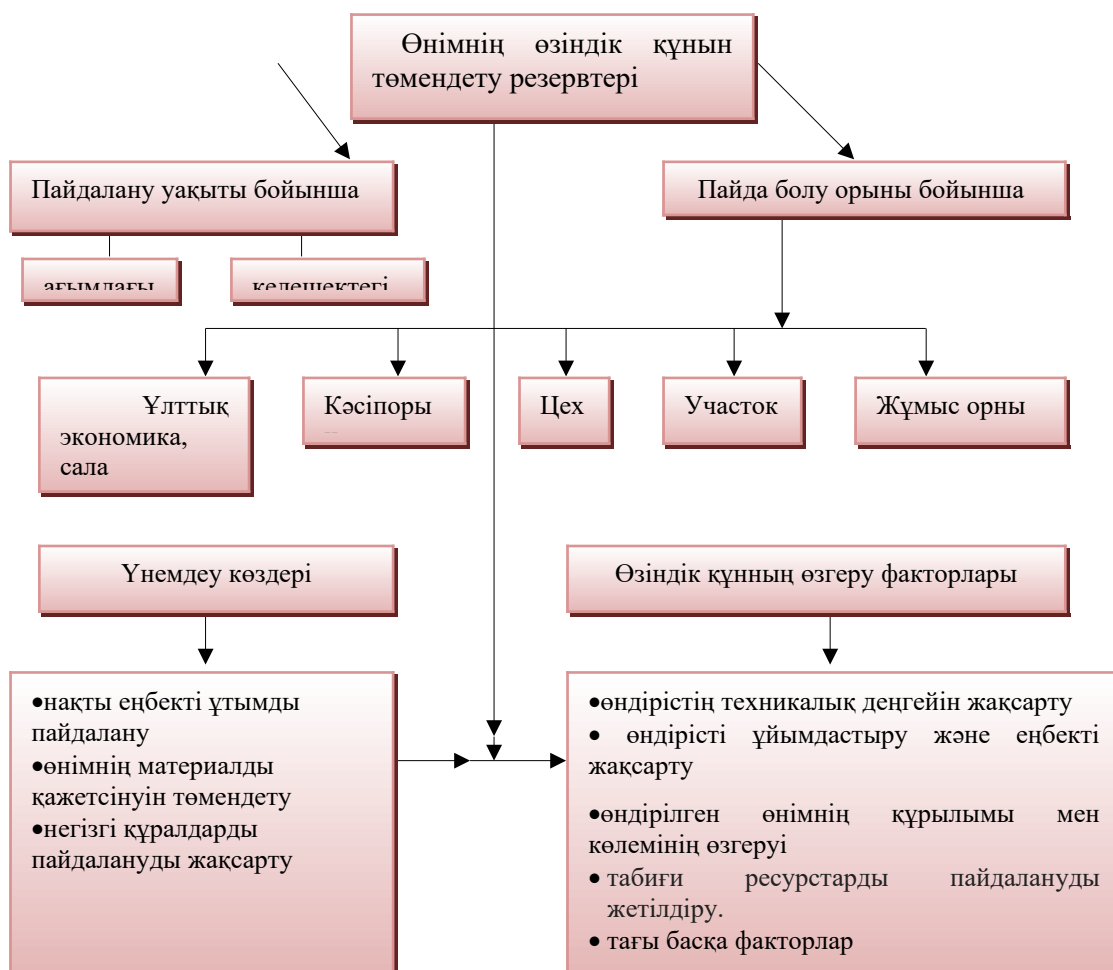 Өнімнің өзіндік құнын
төмендету резервтері
Пайдалану уақыты бойынша
Пайда болу орыны бойынша
ағымдағы
келешектегі
Ұлттық
экономика,
сала
Кәсіпоры
Цех
Участок
Жұмыс орны
Үнемдеу көздері
Өзіндік құнның өзгеру факторлары
•нақты еңбекті ұтымды
пайдалану
•өнімнің материалды
қажетсінуін төмендету
•негізгі құралдарды
пайдалануды жақсарту
•өндірістің техникалық деңгейін жақсарту
• өндірісті ұйымдастыру және еңбекті
жақсарту
•өндірілген өнімнің құрылымы мен
көлемінің өзгеруі
• табиғи ресурстарды пайдалануды
жетілдіру.
• тағы басқа факторлар